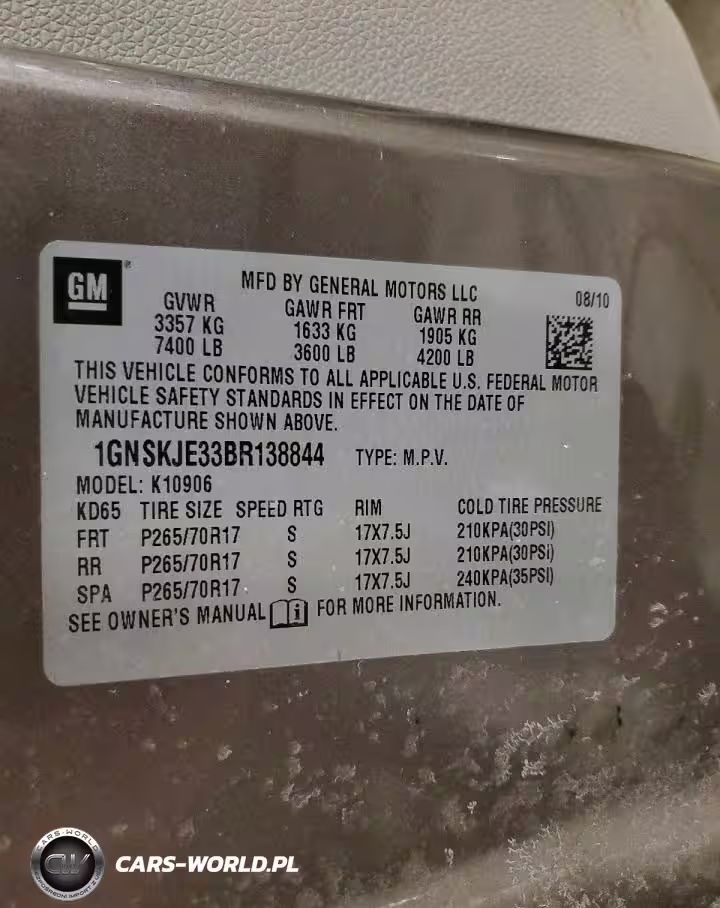 GM
MFD BY GENERAL MOTORS LLC 08/10
GVWR GAWR FRT GAWR RR
3357 KG 1633 KG 1905 KG
7400 LB 3600 LB 4200 LB
THIS VEHICLE CONFORMS TO ALL APPLICABLE U.S. FEDERAL MOTOR
VEHICLE SAFETY STANDARDS IN EFFECT ON THE DATE OF
MANUFACTURE SHOWN ABOVE.
1GNSKJE33BR138844 TYPE: M.P.V.
MODEL: K10906
KD65 TIRE SIZE SPEED RTG RIM COLD TIRE PRESSURE
FRT P265/70R17 S 17X7.5J 210KPA(30PSI)
RR P265/70R17 S 17X7.5J 210KPA(30PSI)
SPA P265/70R17 S 17X7.5J 240KPA(35PSI)
SEE OWNER'S MANUAL FOR MORE INFORMATION.
CARS-WORLD
CW
CARS-WORLD.PL